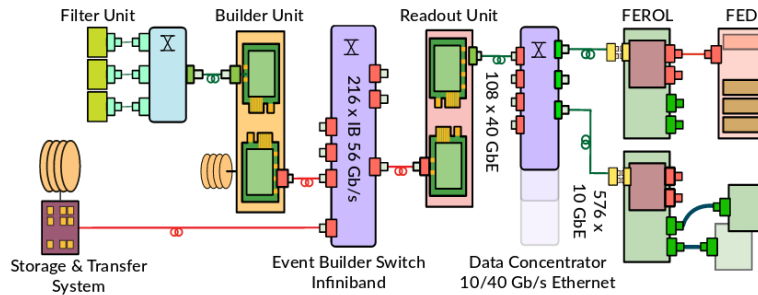 Filter Unit
Builder Unit
Readout Unit
FEROL
FED
216 x IB 56 Gb/s
108 x 40 GbE
576 x
10 GbE
Storage & Transfer
System
Event Builder Switch
Infiniband
Data Concentrator
10/40 Gb/s Ethernet